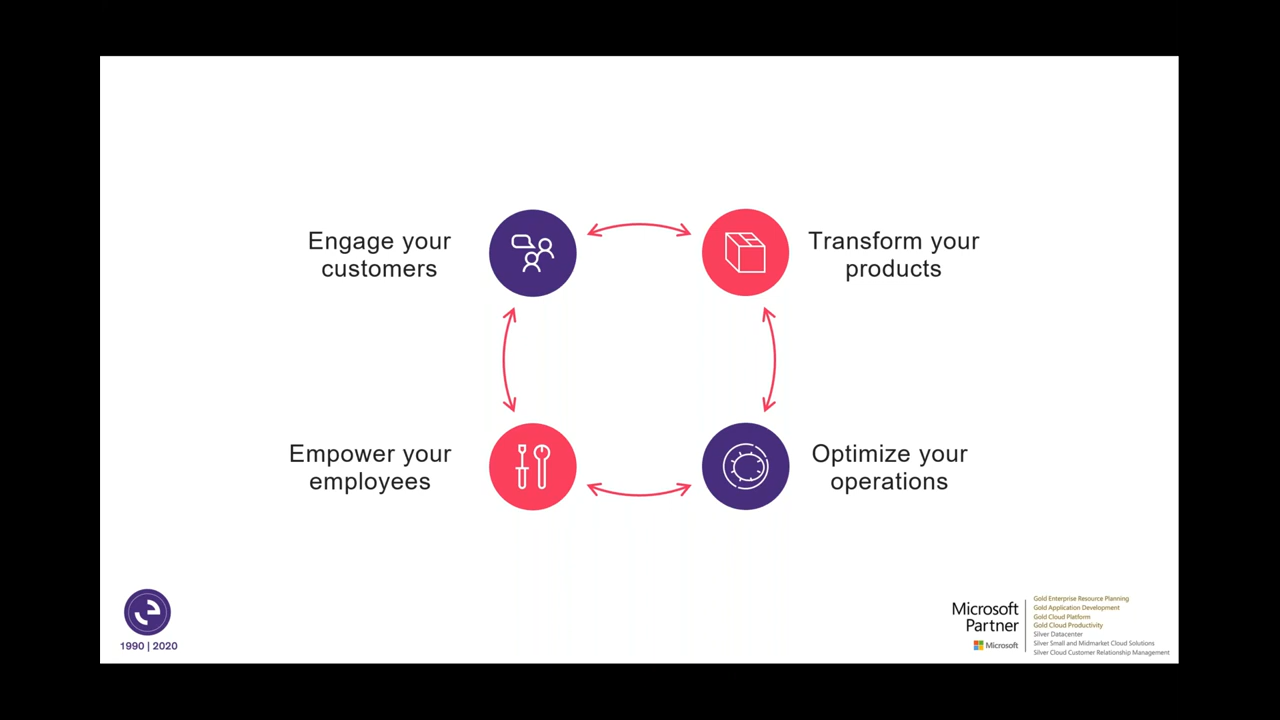 Engage your
customers
Transform your
products
Empower your
employees
Optimize your
operations
1990 | 2020
Microsoft
Partner
Microsoft
Gold Enterprise Resource Planning
Gold Application Development
Gold Cloud Platform
Gold Cloud Productivity
Silver Datacenter
Silver Small and Midmarket Cloud Solutions
Silver Cloud Customer Relationship Management